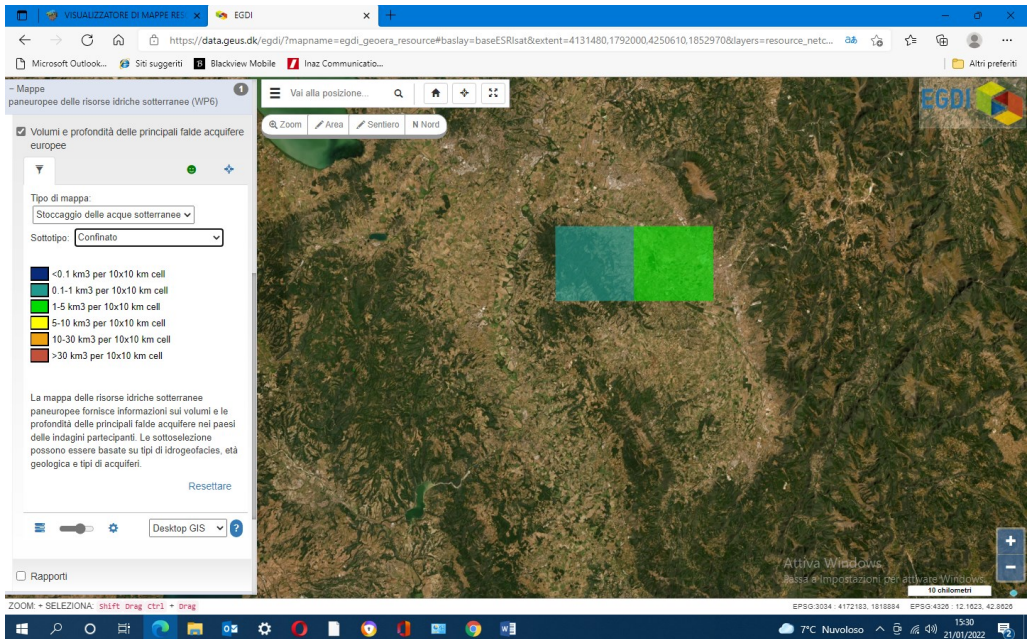 VISUALIZZATORE DI MAPPE RES
EGDI
https://data.geus.dk/egdi/?mapname=egdi_geoera_resource#baslay=baseESRIsat&extent=4131480,1792000,4250610,1852970&layers=resource_netc...
Microsoft Outlook...
Siti suggeriti
Blackview Mobile
Inaz Communicatio...
Altri preferiti
− Mappe
1
paneuropee delle risorse idriche sotterranee (WP6)
Vai alla posizione...
EGDI
Zoom
Area
Sentiero
N Nord
Volumi e profondità delle principali falde acquifere
europee
Tipo di mappa:
Stoccaggio delle acque sotterranee
Sottotipo: Confinato
<0.1 km3 per 10x10 km cell
0.1-1 km3 per 10x10 km cell
1-5 km3 per 10x10 km cell
5-10 km3 per 10x10 km cell
10-30 km3 per 10x10 km cell
>30 km3 per 10x10 km cell
La mappa delle risorse idriche sotterranee
paneuropee fornisce informazioni sui volumi e le
profondità delle principali falde acquifere nei paesi
delle indagini partecipanti. Le sottoselezione
possono essere basate su tipi di idrogeofacies, età
geologica e tipi di acquiferi.
Resettare
Desktop GIS
?
Rapporti
Attiva Windows
Passa a Impostazioni per attivare Windows.
10 chilometri
ZOOM: + SELEZIONA: Shift Drag Ctrl + Drag
EPSG:3034 : 4172183, 1818884
EPSG:4326 : 12.1623, 42.8626
7°C Nuvoloso
15:30
21/01/2022